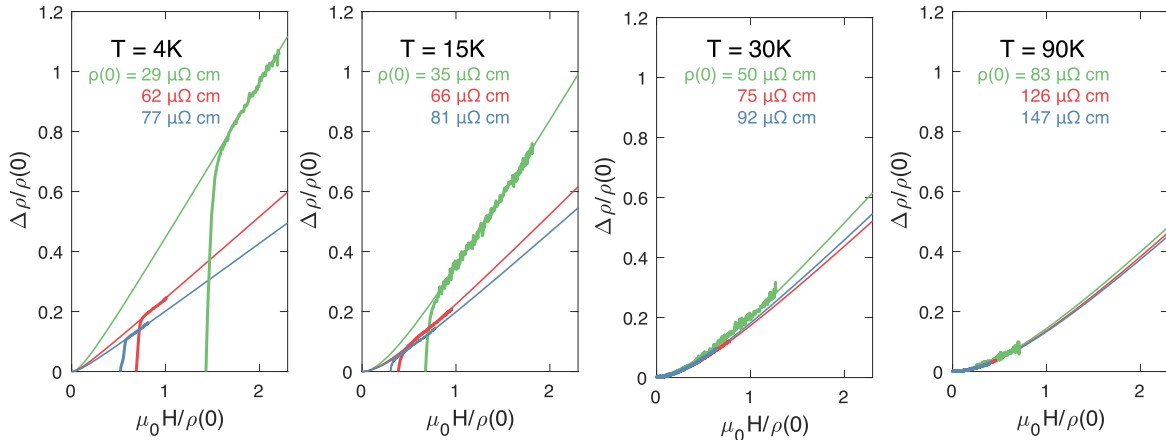 T = 4K
ρ(0) = 29 μΩ cm
62 μΩ cm
77 μΩ cm
1.2
1
0.8
0.6
0.4
0.2
0
Δρ/ρ(0)
0 1 2
μ₀H/ρ(0)
T = 15K
ρ(0) = 35 μΩ cm
66 μΩ cm
81 μΩ cm
1.2
1
0.8
0.6
0.4
0.2
0
Δρ/ρ(0)
0 1 2
μ₀H/ρ(0)
T = 30K
ρ(0) = 50 μΩ cm
75 μΩ cm
92 μΩ cm
1.2
1
0.8
0.6
0.4
0.2
0
Δρ/ρ(0)
0 1 2
μ₀H/ρ(0)
T = 90K
ρ(0) = 83 μΩ cm
126 μΩ cm
147 μΩ cm
1.2
1
0.8
0.6
0.4
0.2
0
Δρ/ρ(0)
0 1 2
μ₀H/ρ(0)